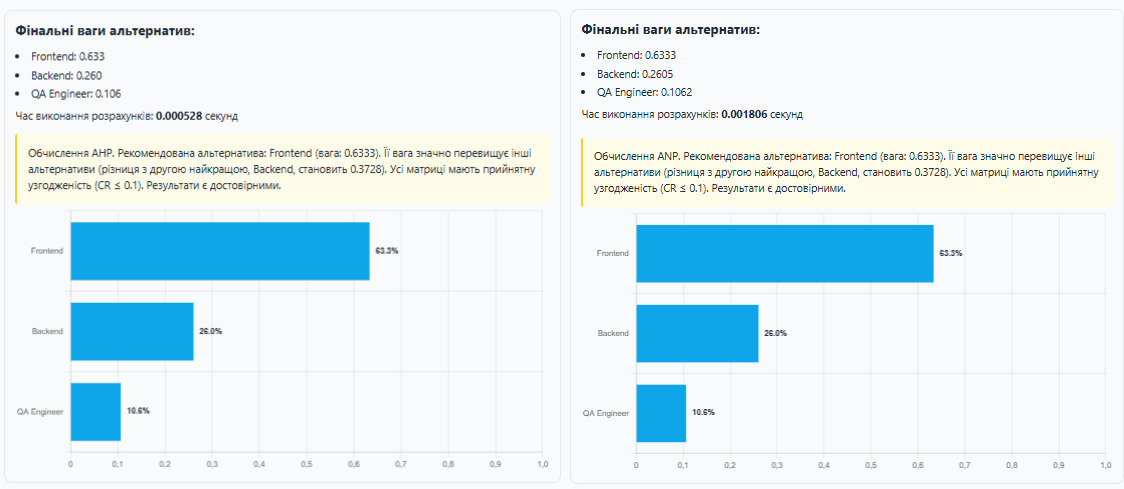 Фінальні ваги альтернатив:
Frontend: 0.633
Backend: 0.260
QA Engineer: 0.106
Час виконання розрахунків: 0.000528 секунд
Обчислення AHP. Рекомендована альтернатива: Frontend (вага: 0.6333). Її вага значно перевищує інші
альтернативи (різниця з другою найкращою, Backend, становить 0.3728). Усі матриці мають прийнятну
узгодженість (CR ≤ 0.1). Результати є достовірними.
Frontend
63.3%
Backend
26.0%
QA Engineer
10.6%
0 0,1 0,2 0,3 0,4 0,5 0,6 0,7 0,8 0,9 1,0
Фінальні ваги альтернатив:
Frontend: 0.6333
Backend: 0.2605
QA Engineer: 0.1062
Час виконання розрахунків: 0.001806 секунд
Обчислення ANP. Рекомендована альтернатива: Frontend (вага: 0.6333). Її вага значно перевищує інші
альтернативи (різниця з другою найкращою, Backend, становить 0.3728). Усі матриці мають прийнятну
узгодженість (CR ≤ 0.1). Результати є достовірними.
Frontend
63.3%
Backend
26.0%
QA Engineer
10.6%
0 0,1 0,2 0,3 0,4 0,5 0,6 0,7 0,8 0,9 1,0